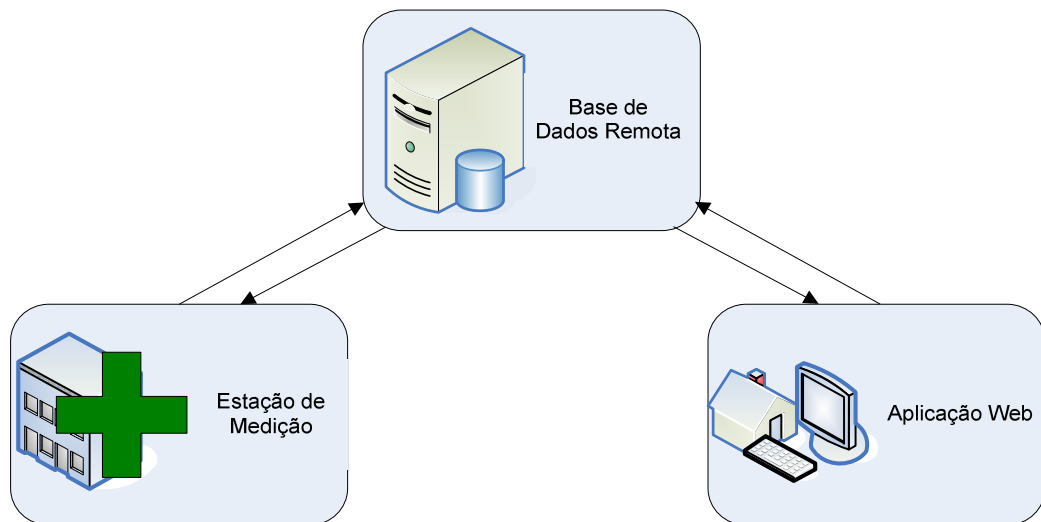 Base de
Dados Remota
Estação de
Medição
Aplicação Web